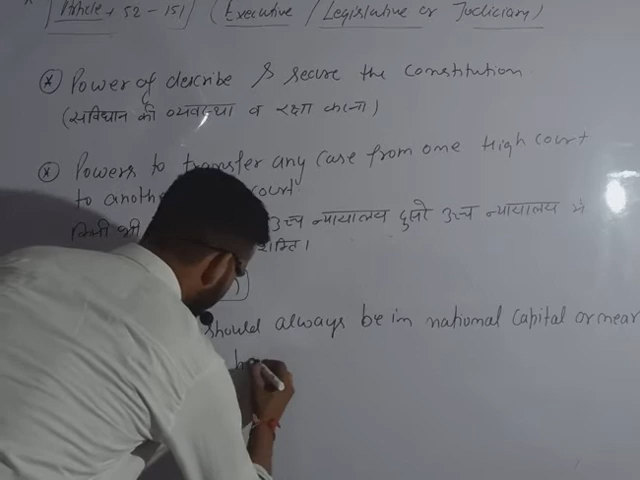 Article → 52 - 151 (Executive / Legislative or Judiciary)
* Power of describe & secure the Constitution
(संविधान की व्यवस्था व रक्षा करना)
* Powers to transfer any case from one High court
to court
किसी भी उच्च न्यायालय दुसरे उच्च न्यायालय में
should always be in national Capital or near